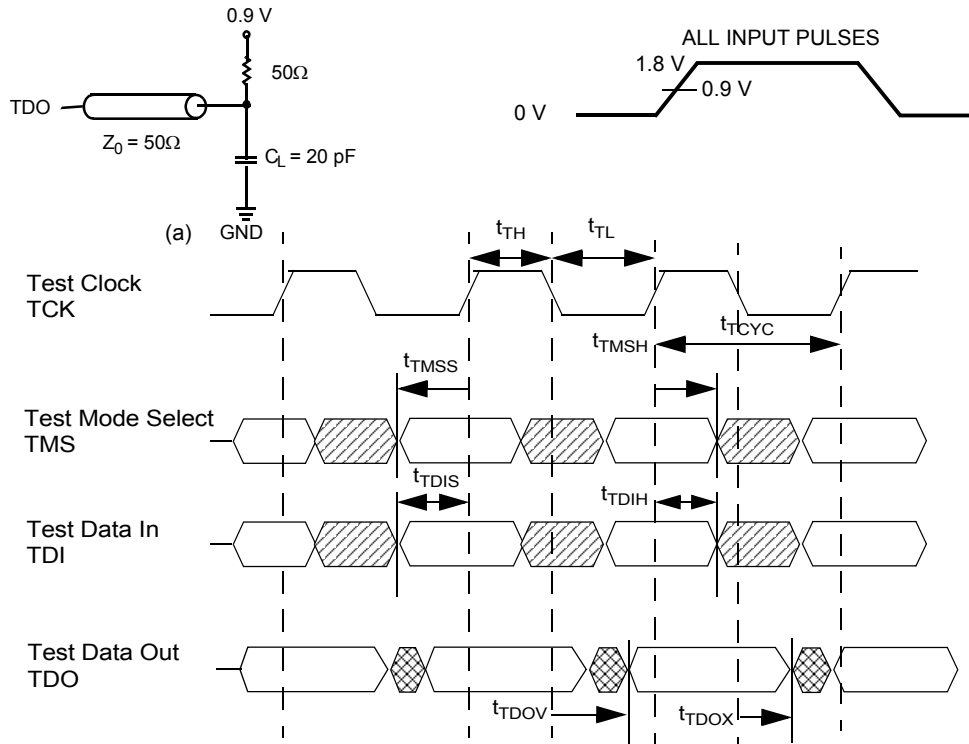 0.9 V
50Ω
TDO
Z0 = 50Ω
CL = 20 pF
(a)
GND
ALL INPUT PULSES
1.8 V
0.9 V
0 V
tTH
tTL
Test Clock
TCK
tTCYC
tTMSH
tTMSS
Test Mode Select
TMS
tTDIS
tTDIH
Test Data In
TDI
Test Data Out
TDO
tTDOV
tTDOX